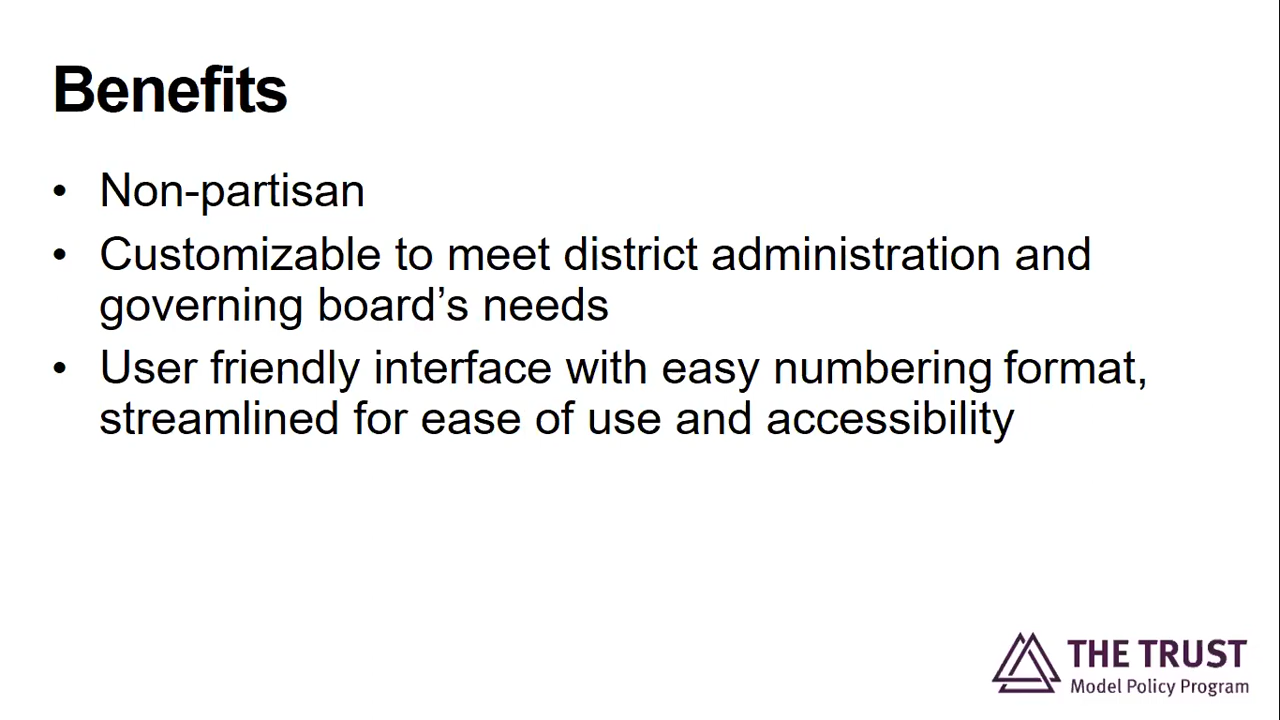 Benefits
• Non-partisan
• Customizable to meet district administration and
governing board’s needs
• User friendly interface with easy numbering format,
streamlined for ease of use and accessibility
THE TRUST
Model Policy Program